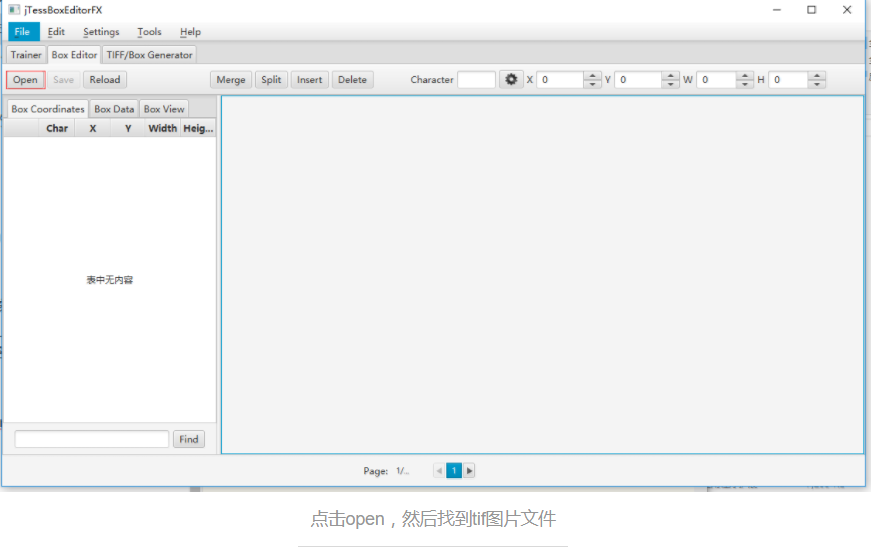 jTessBoxEditorFX
File Edit Settings Tools Help
Trainer Box Editor TIFF/Box Generator
Open Save Reload Merge Split Insert Delete Character X 0 Y 0 W 0 H 0
Box Coordinates Box Data Box View
Char X Y Width Heig...
表中无内容
Find
Page: 1/... 1
点击open，然后找到tif图片文件